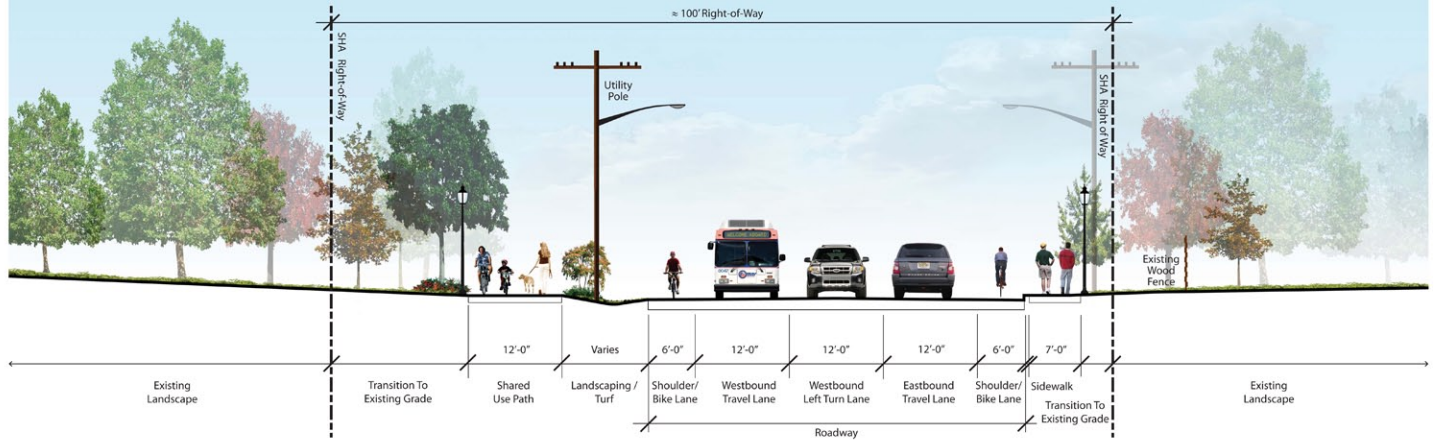 ≈ 100' Right-of-Way
SHA Right-of-Way
Utility
Pole
SHA Right of Way
Existing
Wood
Fence
12'-0"
Varies
6'-0"
12'-0"
12'-0"
12'-0"
6'-0"
7'-0"
Existing
Landscape
Transition To
Existing Grade
Shared
Use Path
Landscaping /
Turf
Shoulder/
Bike Lane
Westbound
Travel Lane
Westbound
Left Turn Lane
Eastbound
Travel Lane
Shoulder/
Bike Lane
Sidewalk
Transition To
Existing Grade
Existing
Landscape
Roadway